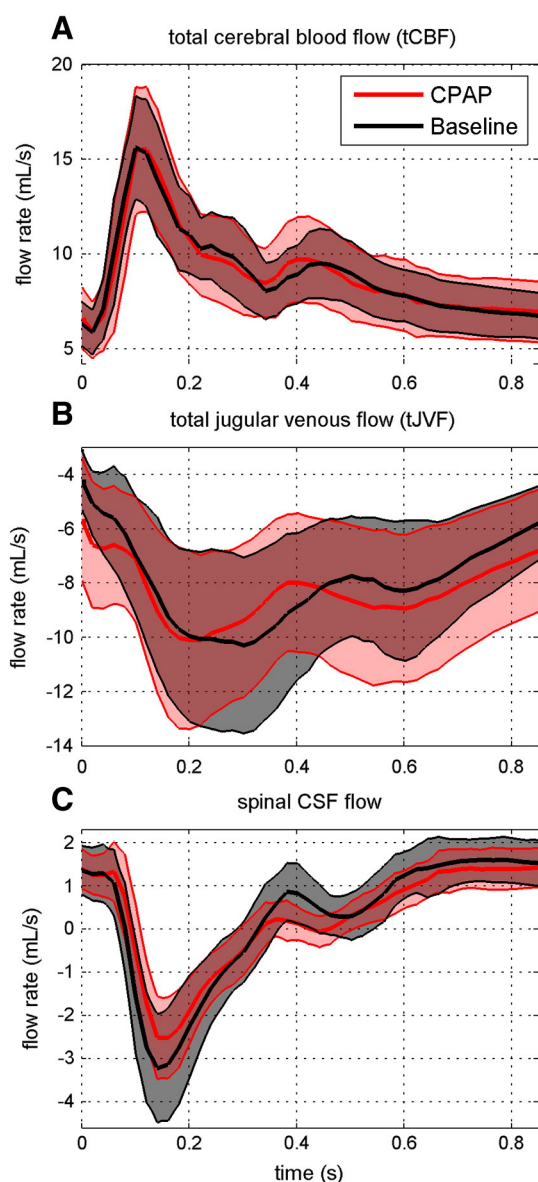 A
total cerebral blood flow (tCBF)
20
15
10
5
flow rate (mL/s)
CPAP
Baseline
0
0.2
0.4
0.6
0.8
B
total jugular venous flow (tJVF)
-4
-6
-8
-10
-12
-14
flow rate (mL/s)
0
0.2
0.4
0.6
0.8
C
spinal CSF flow
2
1
0
-1
-2
-3
-4
flow rate (mL/s)
0
0.2
0.4
0.6
0.8
time (s)